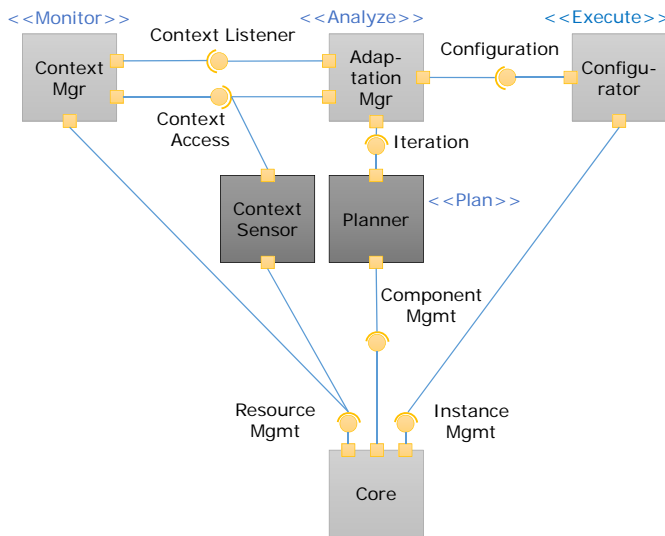 <<Monitor>>
<<Analyze>>
<<Execute>>
Context Listener
Configuration
Context
Mgr
Adap-
tation
Mgr
Configu-
rator
Context
Access
Iteration
Context
Sensor
Planner
<<Plan>>
Component
Mgmt
Resource
Mgmt
Instance
Mgmt
Core